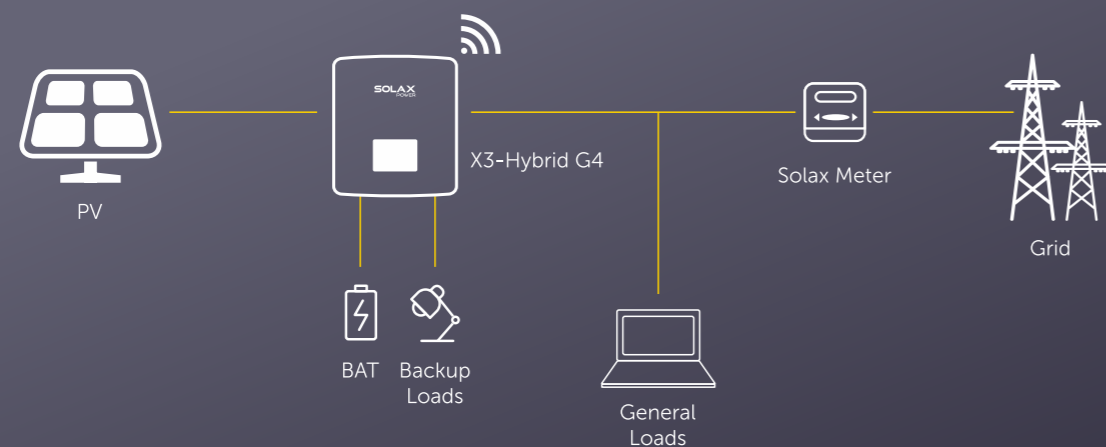 SOLAX
POWER
X3-Hybrid G4
Solax Meter
PV
Grid
BAT
Backup
Loads
General
Loads